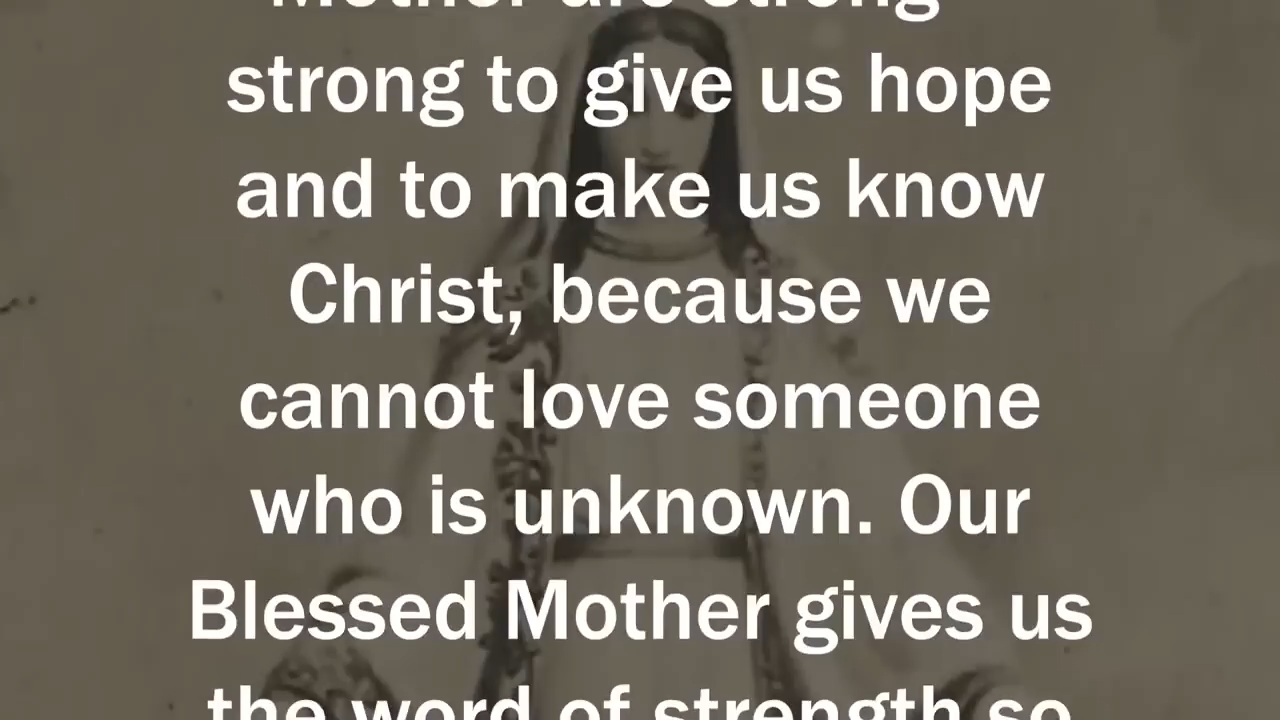 Mother are strong
strong to give us hope
and to make us know
Christ, because we
cannot love someone
who is unknown. Our
Blessed Mother gives us
the word of strength so